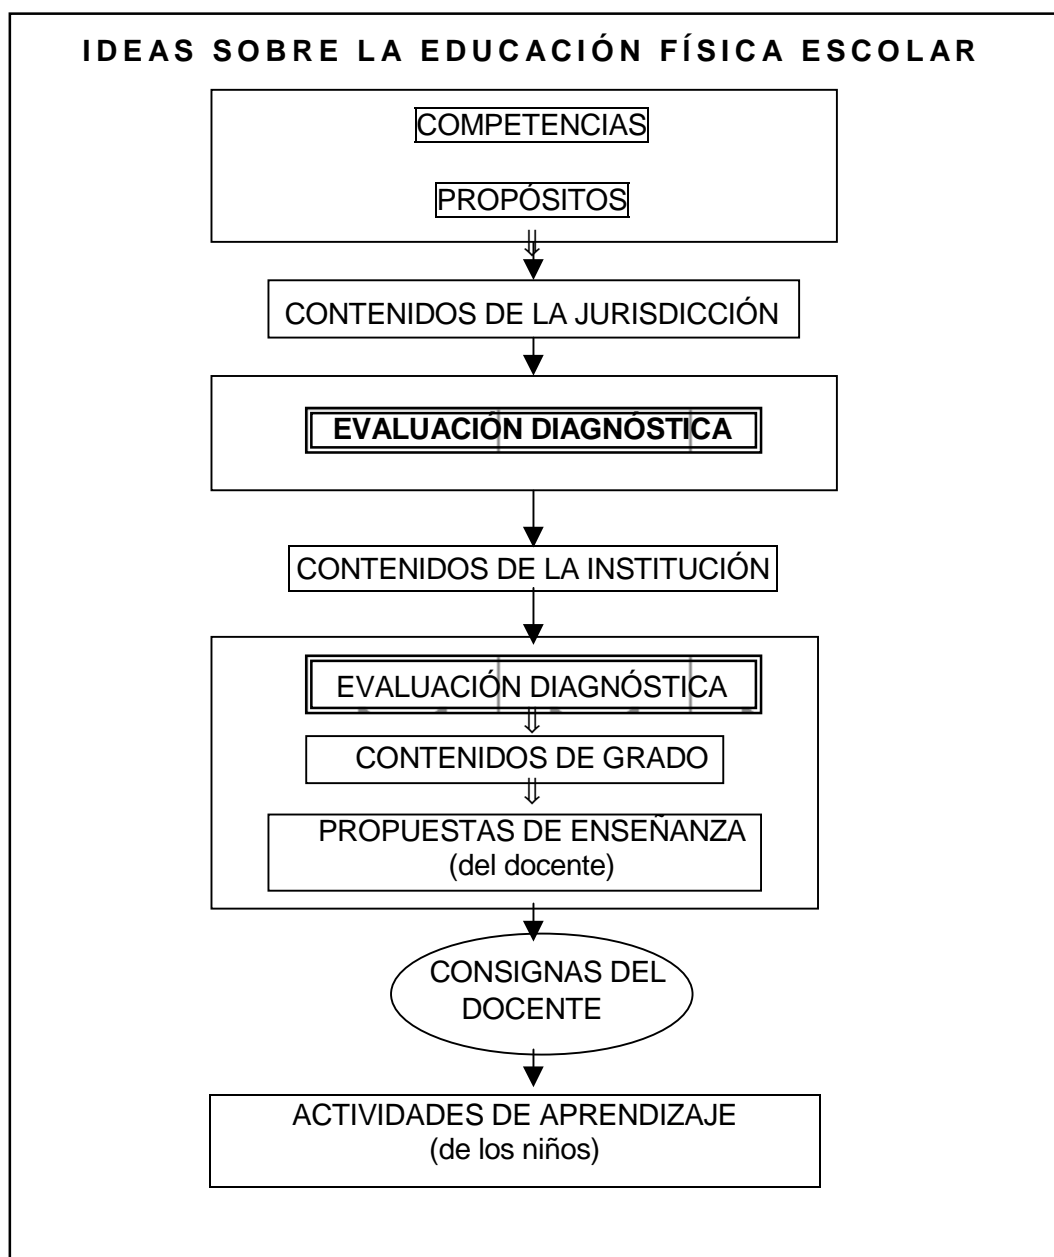 IDEAS SOBRE LA EDUCACIÓN FÍSICA ESCOLAR
COMPETENCIAS
PROPÓSITOS
CONTENIDOS DE LA JURISDICCIÓN
EVALUACIÓN DIAGNÓSTICA
CONTENIDOS DE LA INSTITUCIÓN
EVALUACIÓN DIAGNÓSTICA
CONTENIDOS DE GRADO
PROPUESTAS DE ENSEÑANZA
(del docente)
CONSIGNAS DEL
DOCENTE
ACTIVIDADES DE APRENDIZAJE
(de los niños)